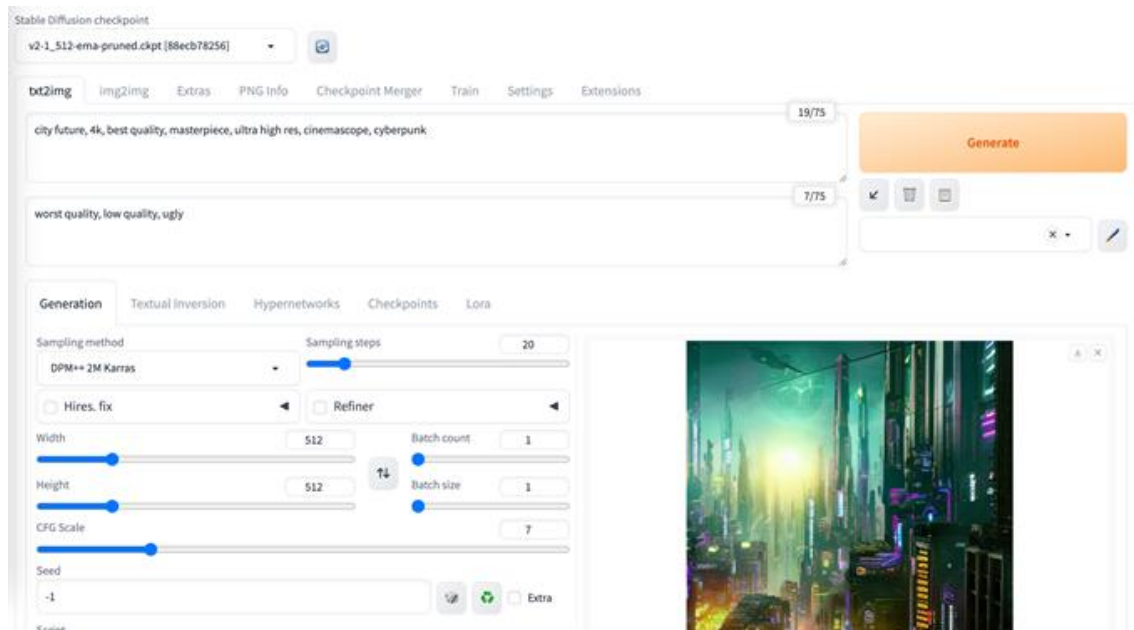 Stable Diffusion checkpoint
v2-1_512-ema-pruned.ckpt [88ecb78256]
txt2img img2img Extras PNG Info Checkpoint Merger Train Settings Extensions
19/75
city future, 4k, best quality, masterpiece, ultra high res, cinemascope, cyberpunk
Generate
7/75
worst quality, low quality, ugly
Generation Textual Inversion Hypernetworks Checkpoints Lora
Sampling method Sampling steps 20
DPM++ 2M Karras
Hires. fix Refiner
Width 512 Batch count 1
Height 512 Batch size 1
CFG Scale 7
Seed
-1 Extra
Script